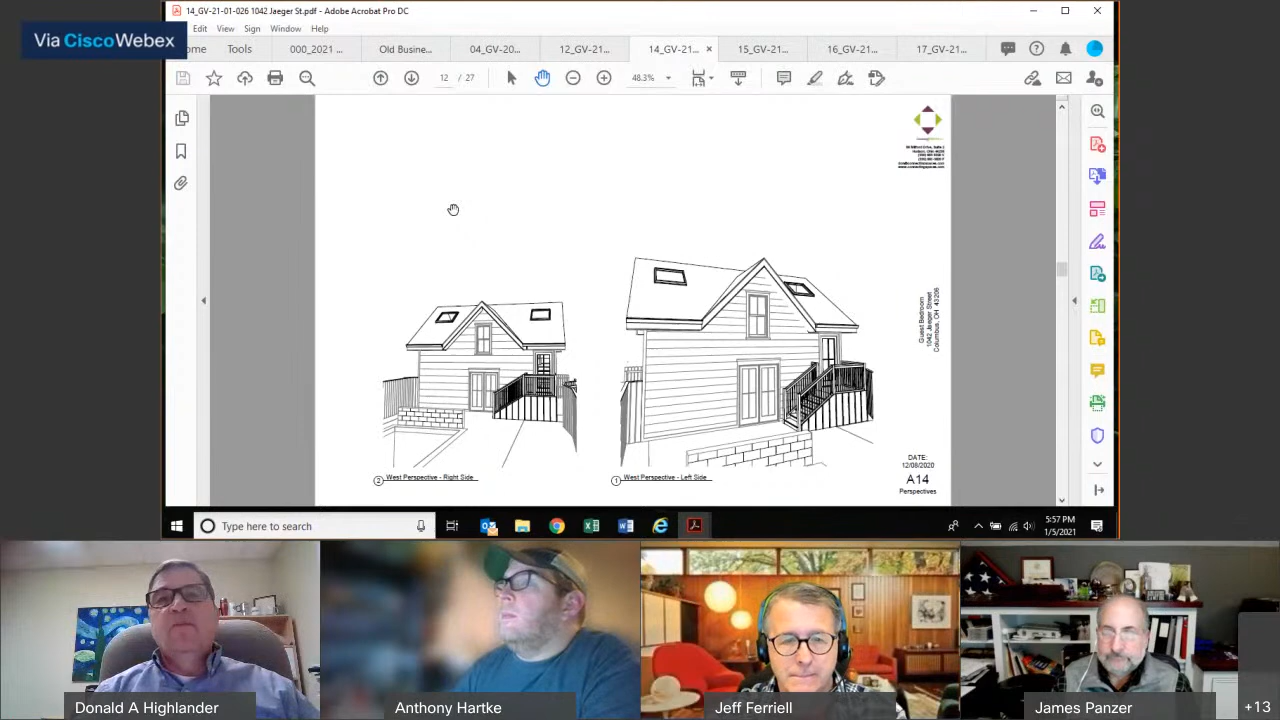 14_GV-21-01-026 1042 Jaeger St.pdf - Adobe Acrobat Pro DC
Via CiscoWebex
Edit View Sign Window Help
ome Tools 000_2021 ... Old Busine... 04_GV-20... 12_GV-21... 14_GV-21... × 15_GV-21... 16_GV-21... 17_GV-21...
12 / 27 48.3%
Guest Bedroom
1042 Jaeger Street
Columbus, OH 43206
2 West Perspective - Right Side
1 West Perspective - Left Side
DATE:
12/08/2020
A14
Perspectives
Type here to search
5:57 PM
1/5/2021
Donald A Highlander
Anthony Hartke
Jeff Ferriell
James Panzer
+13